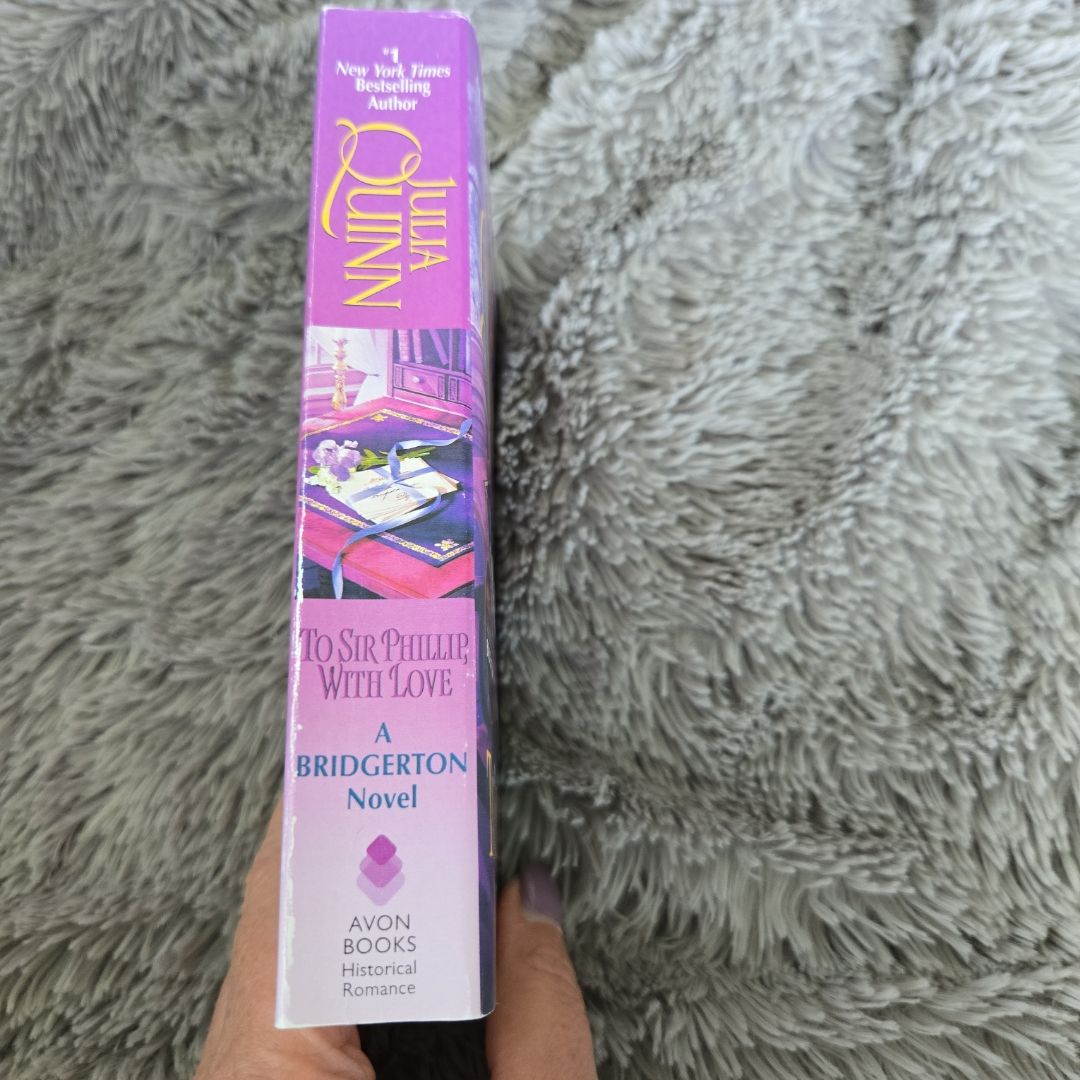 #1
New York Times
Bestselling
Author
JULIA
QUINN
TO SIR PHILLIP,
WITH LOVE
A
BRIDGERTON
Novel
AVON
BOOKS
Historical
Romance